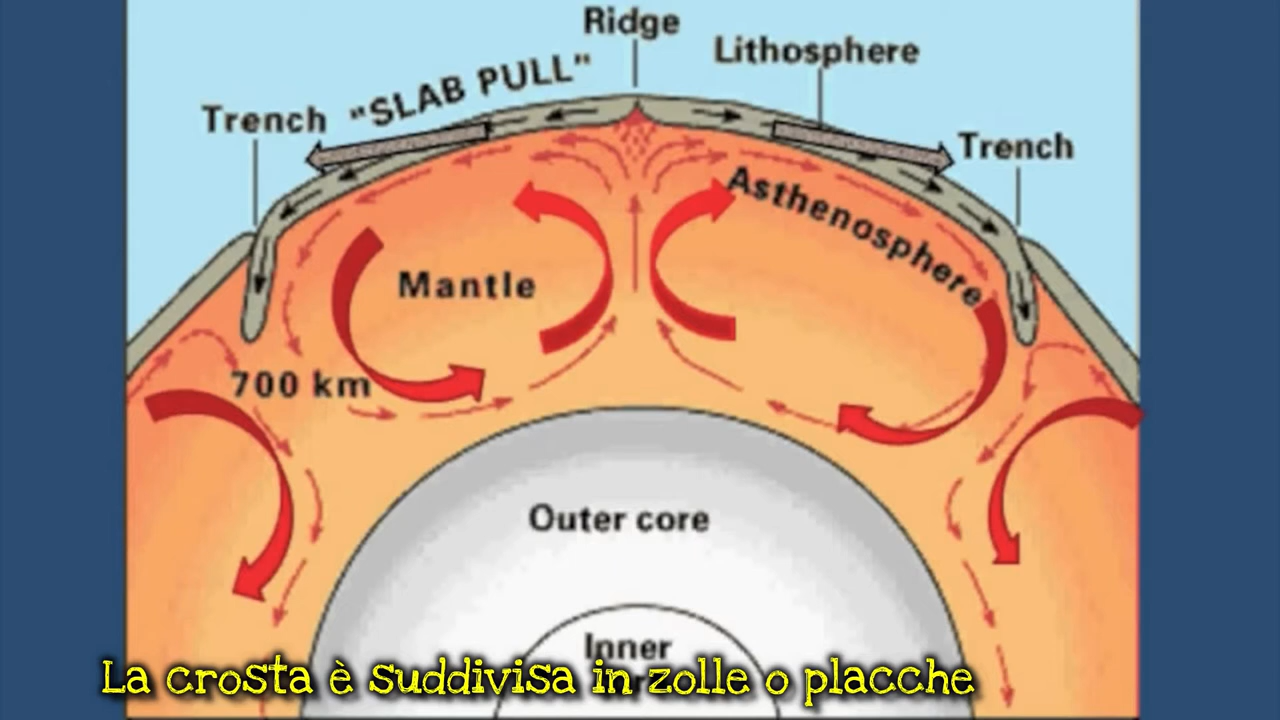 Ridge
Lithosphere
"SLAB PULL"
Trench
Trench
Asthenosphere
Mantle
700 km
Outer core
Inner
La crosta è suddivisa in zolle o placche